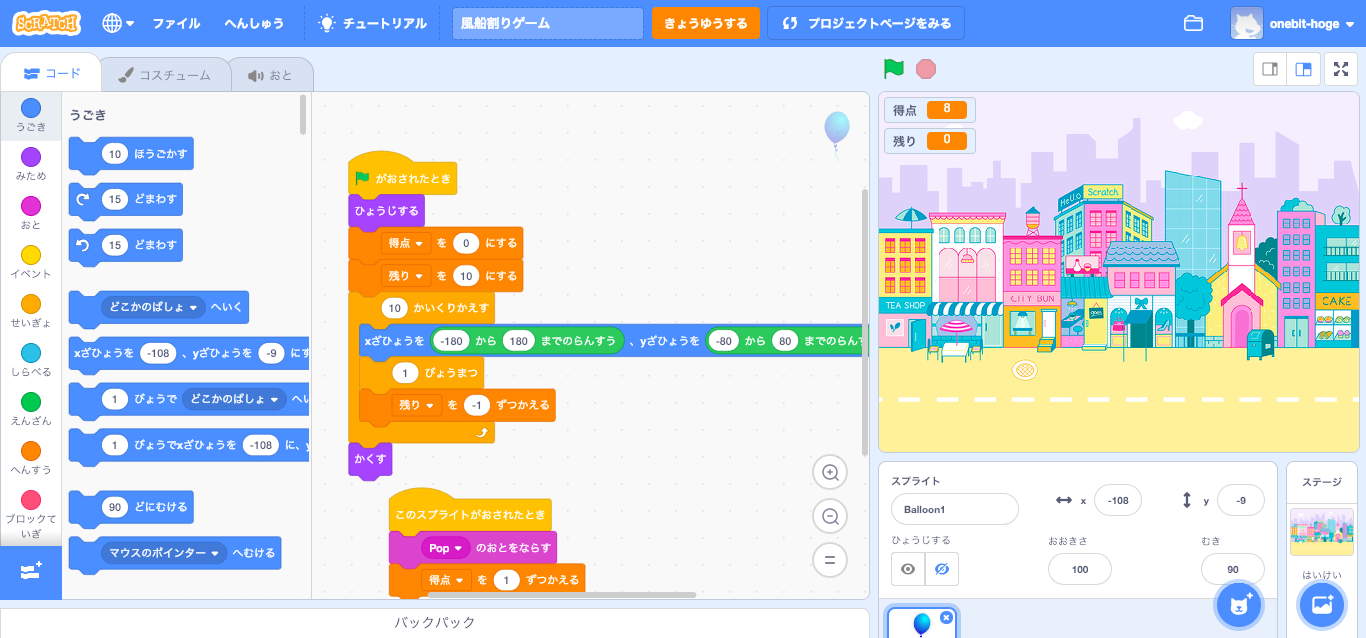 SCRATCH
ファイル
へんしゅう
チュートリアル
風船割りゲーム
きょうゆうする
プロジェクトページをみる
onebit-hoge
コード
コスチューム
おと
うごき
みため
おと
イベント
せいぎょ
しらべる
えんざん
へんすう
ブロックて
いぎ
うごき
10 ほうごかす
15 どまわす
15 どまわす
どこかのばしょ へいく
xざひょうを -108 、yざひょうを -9 にす
1 びょうで どこかのばしょ へい
1 びょうでxざひょうを -108 に、y
90 どにむける
マウスのポインター へむける
がおされたとき
ひょうじする
得点 を 0 にする
残り を 10 にする
10 かいくりかえす
xざひょうを -180 から 180 までのらんすう 、yざひょうを -80 から 80 までのらんす
1 びょうまつ
残り を -1 ずつかえる
かくす
このスプライトがおされたとき
Pop のおとをならす
得点 を 1 ずつかえる
バックパック
得点 8
残り 0
Hello Scratch
TEA SHOP
CITY BUN
open
CAKE
スプライト
Balloon1
x -108
y -9
ひょうじする
おおきさ
100
むき
90
ステージ
はいけい